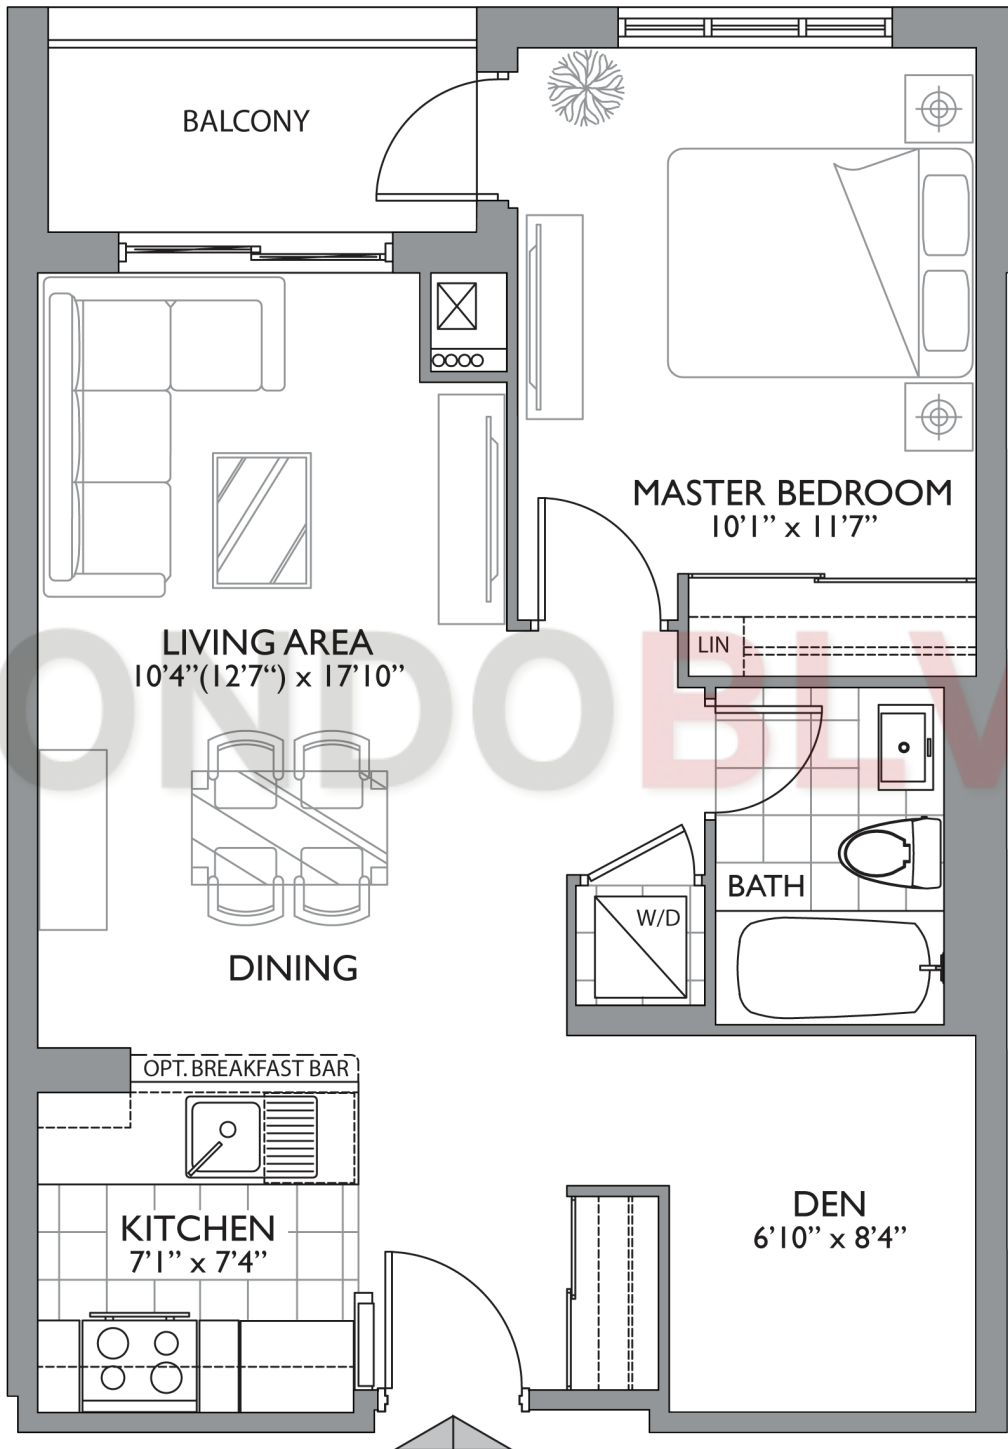 BALCONY
MASTER BEDROOM
10'1" x 11'7"
LIN
LIVING AREA
10'4"(12'7") x 17'10"
ONDOBLV
BATH
W/D
DINING
OPT. BREAKFAST BAR
KITCHEN
7'1" x 7'4"
DEN
6'10" x 8'4"